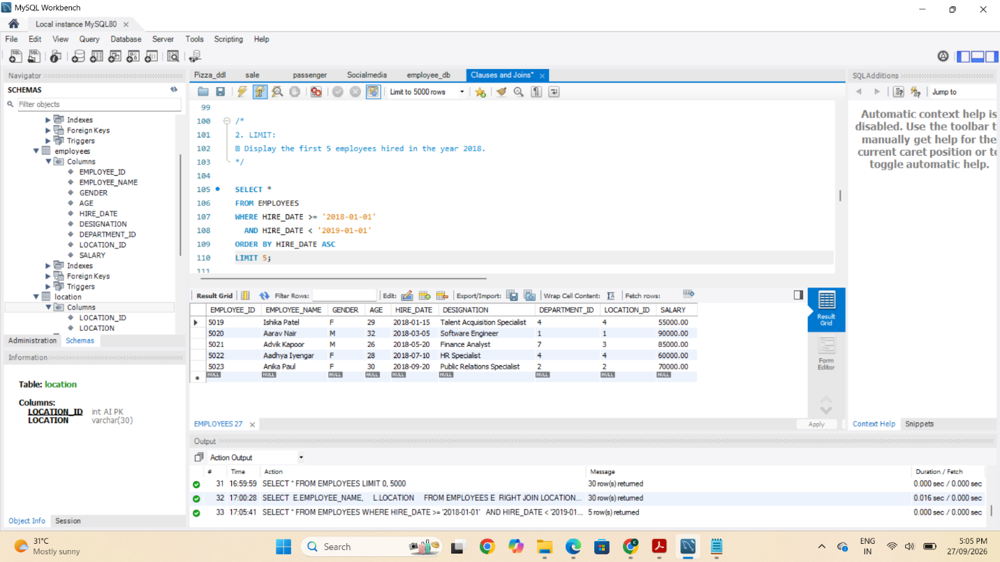 MySQL Workbench
Local instance MySQL80
File Edit View Query Database Server Tools Scripting Help
Navigator
SCHEMAS
Filter objects
Indexes
Foreign Keys
Triggers
employees
Columns
EMPLOYEE_ID
EMPLOYEE_NAME
GENDER
AGE
HIRE_DATE
DESIGNATION
DEPARTMENT_ID
LOCATION_ID
SALARY
Indexes
Foreign Keys
Triggers
location
Columns
LOCATION_ID
LOCATION
Administration Schemas
Information
Table: location
Columns:
LOCATION_ID int AI PK
LOCATION varchar(30)
Object Info Session
Pizza_ddl sale passenger Socialmedia employee_db Clauses and Joins*
Limit to 5000 rows
99
100 /*
101 2. LIMIT:
102 Display the first 5 employees hired in the year 2018.
103 */
104
105 SELECT *
106 FROM EMPLOYEES
107 WHERE HIRE_DATE >= '2018-01-01'
108 AND HIRE_DATE < '2019-01-01'
109 ORDER BY HIRE_DATE ASC
110 LIMIT 5;
111
Result Grid Filter Rows: Edit: Export/Import: Wrap Cell Content: Fetch rows:
EMPLOYEE_ID EMPLOYEE_NAME GENDER AGE HIRE_DATE DESIGNATION DEPARTMENT_ID LOCATION_ID SALARY
5019 Ishika Patel F 29 2018-01-15 Talent Acquisition Specialist 4 4 55000.00
5020 Aarav Nair M 32 2018-03-05 Software Engineer 1 1 90000.00
5021 Advik Kapoor M 26 2018-05-20 Finance Analyst 7 3 85000.00
5022 Aadhya Iyengar F 28 2018-07-10 HR Specialist 4 4 60000.00
5023 Anika Paul F 30 2018-09-20 Public Relations Specialist 2 2 70000.00
NULL NULL NULL NULL NULL NULL NULL NULL NULL
Result Grid
Form Editor
EMPLOYEES 27
Apply
SQLAdditions
Jump to
Automatic context help is
disabled. Use the toolbar t
manually get help for the
current caret position or to
toggle automatic help.
Context Help Snippets
Output
Action Output
# Time Action Message Duration / Fetch
31 16:59:59 SELECT * FROM EMPLOYEES LIMIT 0, 5000 30 row(s) returned 0.000 sec / 0.000 sec
32 17:00:28 SELECT E.EMPLOYEE_NAME, L.LOCATION FROM EMPLOYEES E RIGHT JOIN LOCATION... 30 row(s) returned 0.016 sec / 0.000 sec
33 17:05:41 SELECT * FROM EMPLOYEES WHERE HIRE_DATE >= '2018-01-01' AND HIRE_DATE < '2019-01... 5 row(s) returned 0.000 sec / 0.000 sec
31°C
Mostly sunny
Search
ENG
IN
5:05 PM
27/09/2026